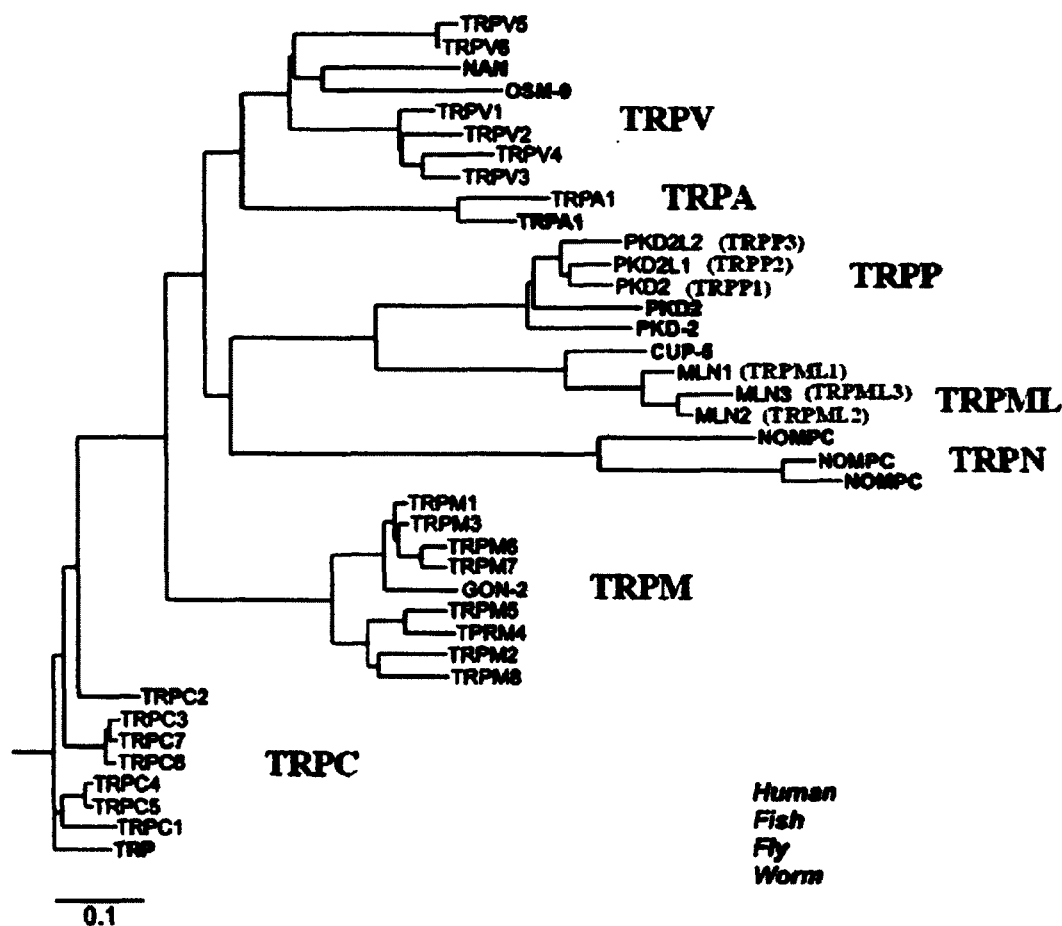 TRPV5
TRPV6
NAN
OSM-9
TRPV1
TRPV
TRPV2
TRPV4
TRPV3
TRPA1
TRPA
TRPA1
PKD2L2 (TRPP3)
PKD2L1 (TRPP2)
TRPP
PKD2 (TRPP1)
PKD2
PKD-2
CUP-5
MLN1 (TRPML1)
MLN3 (TRPML3)
TRPML
MLN2 (TRPML2)
NOMPC
NOMPC
TRPN
NOMPC
TRPM1
TRPM3
TRPM6
TRPM7
TRPM
GON-2
TRPM5
TPRM4
TRPM2
TRPM8
TRPC2
TRPC3
TRPC7
TRPC6
TRPC
TRPC4
TRPC5
TRPC1
TRP
Human
Fish
Fly
Worm
0.1